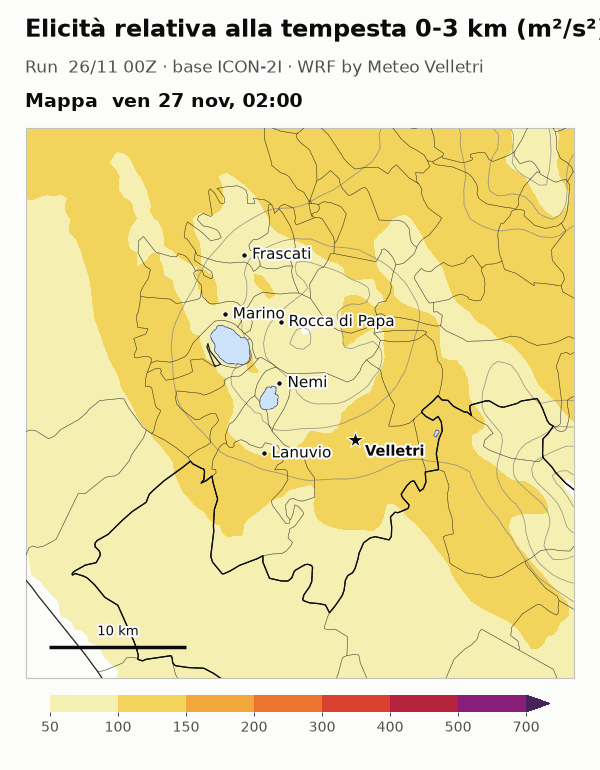 Elicità relativa alla tempesta 0-3 km (m²/s²)
Run 26/11 00Z · base ICON-2I · WRF by Meteo Velletri
Mappa ven 27 nov, 02:00
Frascati
Marino
Rocca di Papa
Nemi
Velletri
Lanuvio
10 km
50 100 150 200 300 400 500 700